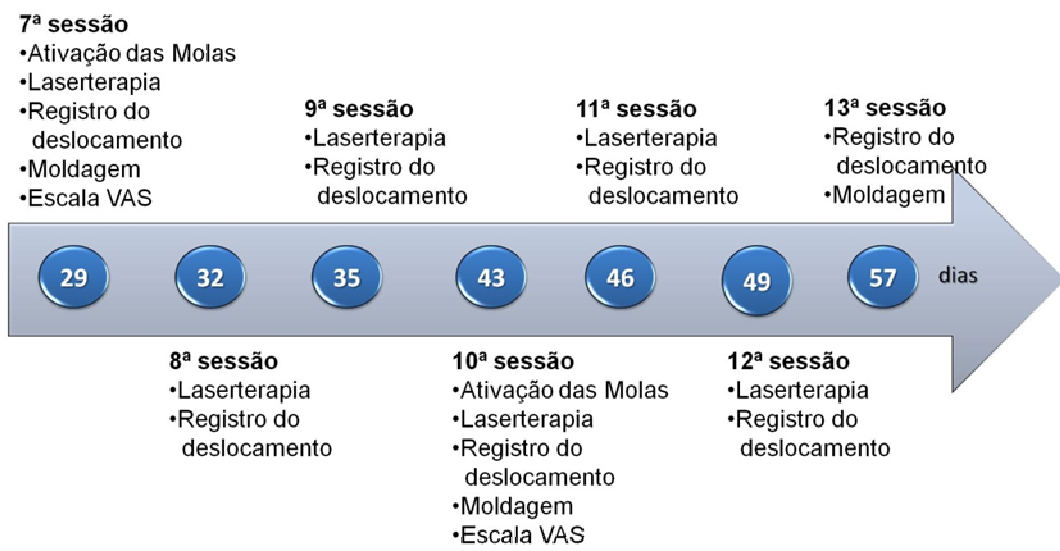 7ª sessão
•Ativação das Molas
•Laserterapia
•Registro do
deslocamento
•Moldagem
•Escala VAS
9ª sessão
•Laserterapia
•Registro do
deslocamento
11ª sessão
•Laserterapia
•Registro do
deslocamento
13ª sessão
•Registro do
deslocamento
•Moldagem
29 32 35 43 46 49 57 dias
8ª sessão
•Laserterapia
•Registro do
deslocamento
10ª sessão
•Ativação das Molas
•Laserterapia
•Registro do
deslocamento
•Moldagem
•Escala VAS
12ª sessão
•Laserterapia
•Registro do
deslocamento